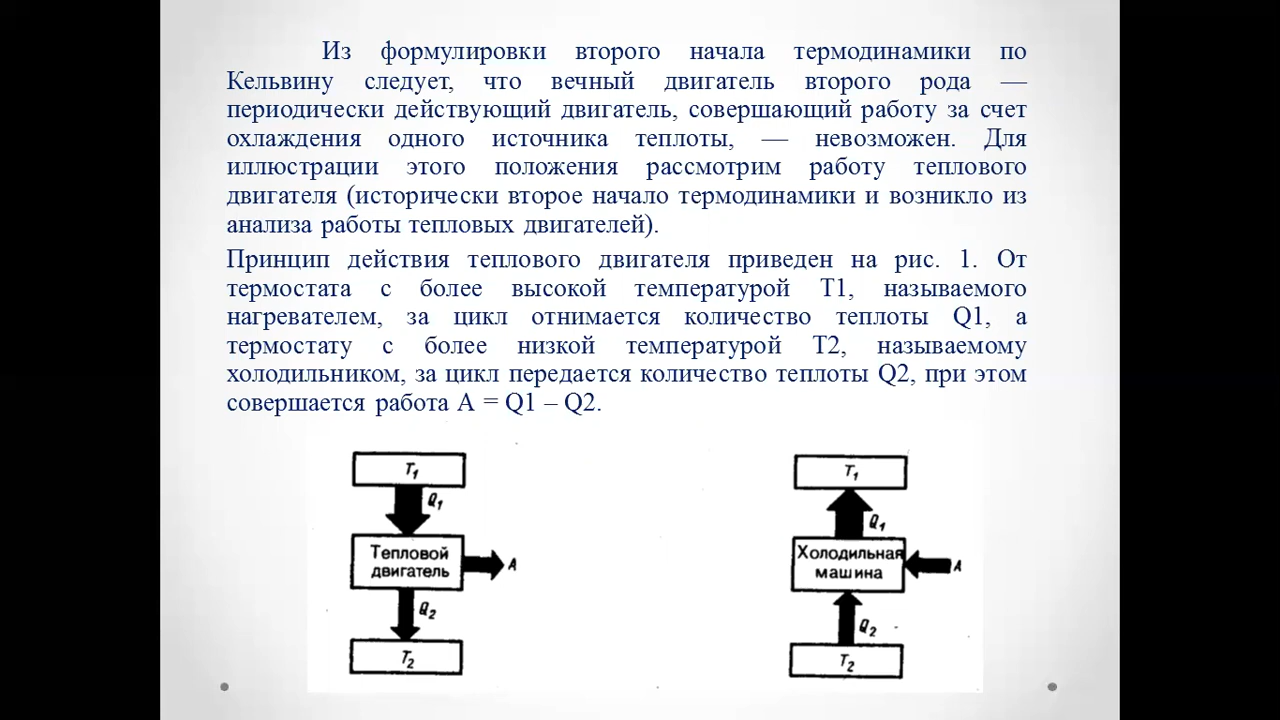 Из формулировки второго начала термодинамики по
Кельвину следует, что вечный двигатель второго рода —
периодически действующий двигатель, совершающий работу за счет
охлаждения одного источника теплоты, — невозможен. Для
иллюстрации этого положения рассмотрим работу теплового
двигателя (исторически второе начало термодинамики и возникло из
анализа работы тепловых двигателей).
Принцип действия теплового двигателя приведен на рис. 1. От
термостата с более высокой температурой T1, называемого
нагревателем, за цикл отнимается количество теплоты Q1, а
термостату с более низкой температурой T2, называемому
холодильником, за цикл передается количество теплоты Q2, при этом
совершается работа A = Q1 – Q2.
T₁
Q₁
Тепловой
двигатель
A
Q₂
T₂
T₁
Q₁
Холодильная
машина
A
Q₂
T₂